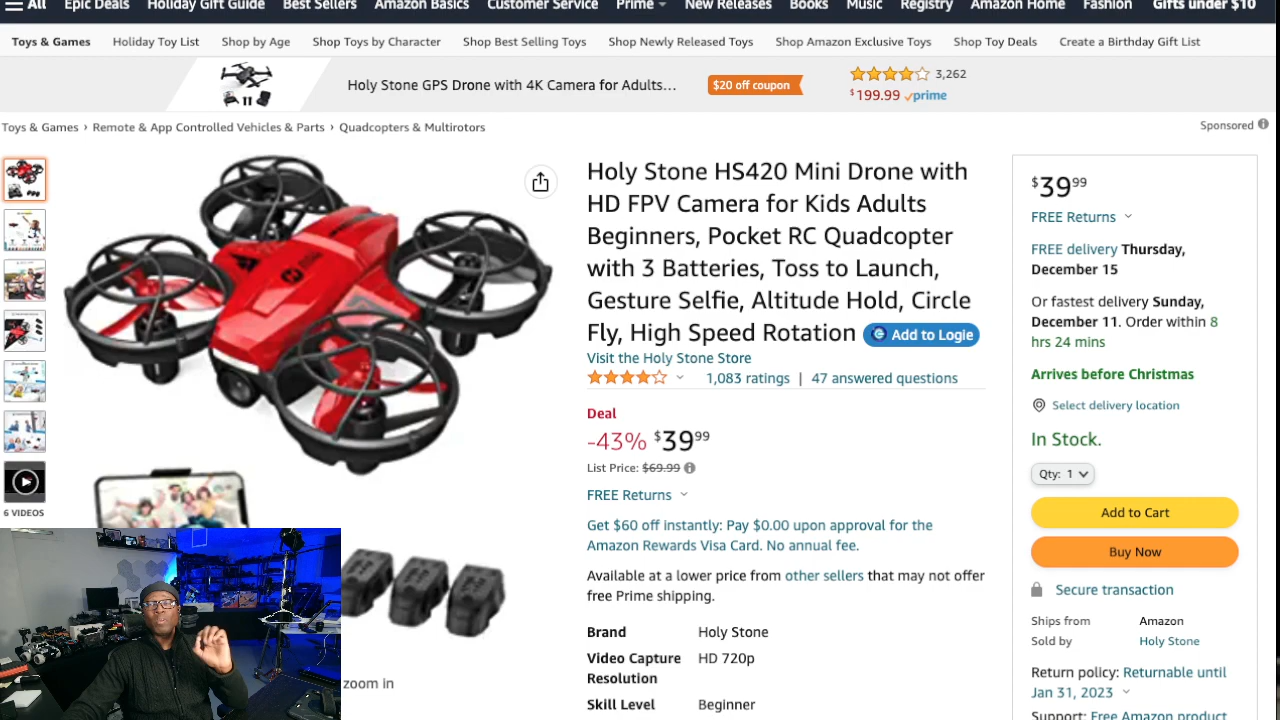 All Epic Deals Holiday Gift Guide Best Sellers Amazon Basics Customer Service Prime New Releases Books Music Registry Amazon Home Fashion Gifts under $10
Toys & Games Holiday Toy List Shop by Age Shop Toys by Character Shop Best Selling Toys Shop Newly Released Toys Shop Amazon Exclusive Toys Shop Toy Deals Create a Birthday Gift List
Holy Stone GPS Drone with 4K Camera for Adults... $20 off coupon 3,262
$199.99 prime
Toys & Games › Remote & App Controlled Vehicles & Parts › Quadcopters & Multirotors
Sponsored
Holy Stone HS420 Mini Drone with
HD FPV Camera for Kids Adults
Beginners, Pocket RC Quadcopter
with 3 Batteries, Toss to Launch,
Gesture Selfie, Altitude Hold, Circle
Fly, High Speed Rotation Add to Logie
Visit the Holy Stone Store
1,083 ratings | 47 answered questions
Deal
-43% $3999
List Price: $69.99
FREE Returns
Get $60 off instantly: Pay $0.00 upon approval for the
Amazon Rewards Visa Card. No annual fee.
Available at a lower price from other sellers that may not offer
free Prime shipping.
Brand Holy Stone
Video Capture HD 720p
Resolution
Skill Level Beginner
6 VIDEOS
zoom in
$3999
FREE Returns
FREE delivery Thursday,
December 15
Or fastest delivery Sunday,
December 11. Order within 8
hrs 24 mins
Arrives before Christmas
Select delivery location
In Stock.
Qty: 1
Add to Cart
Buy Now
Secure transaction
Ships from Amazon
Sold by Holy Stone
Return policy: Returnable until
Jan 31, 2023
Support: Free Amazon product